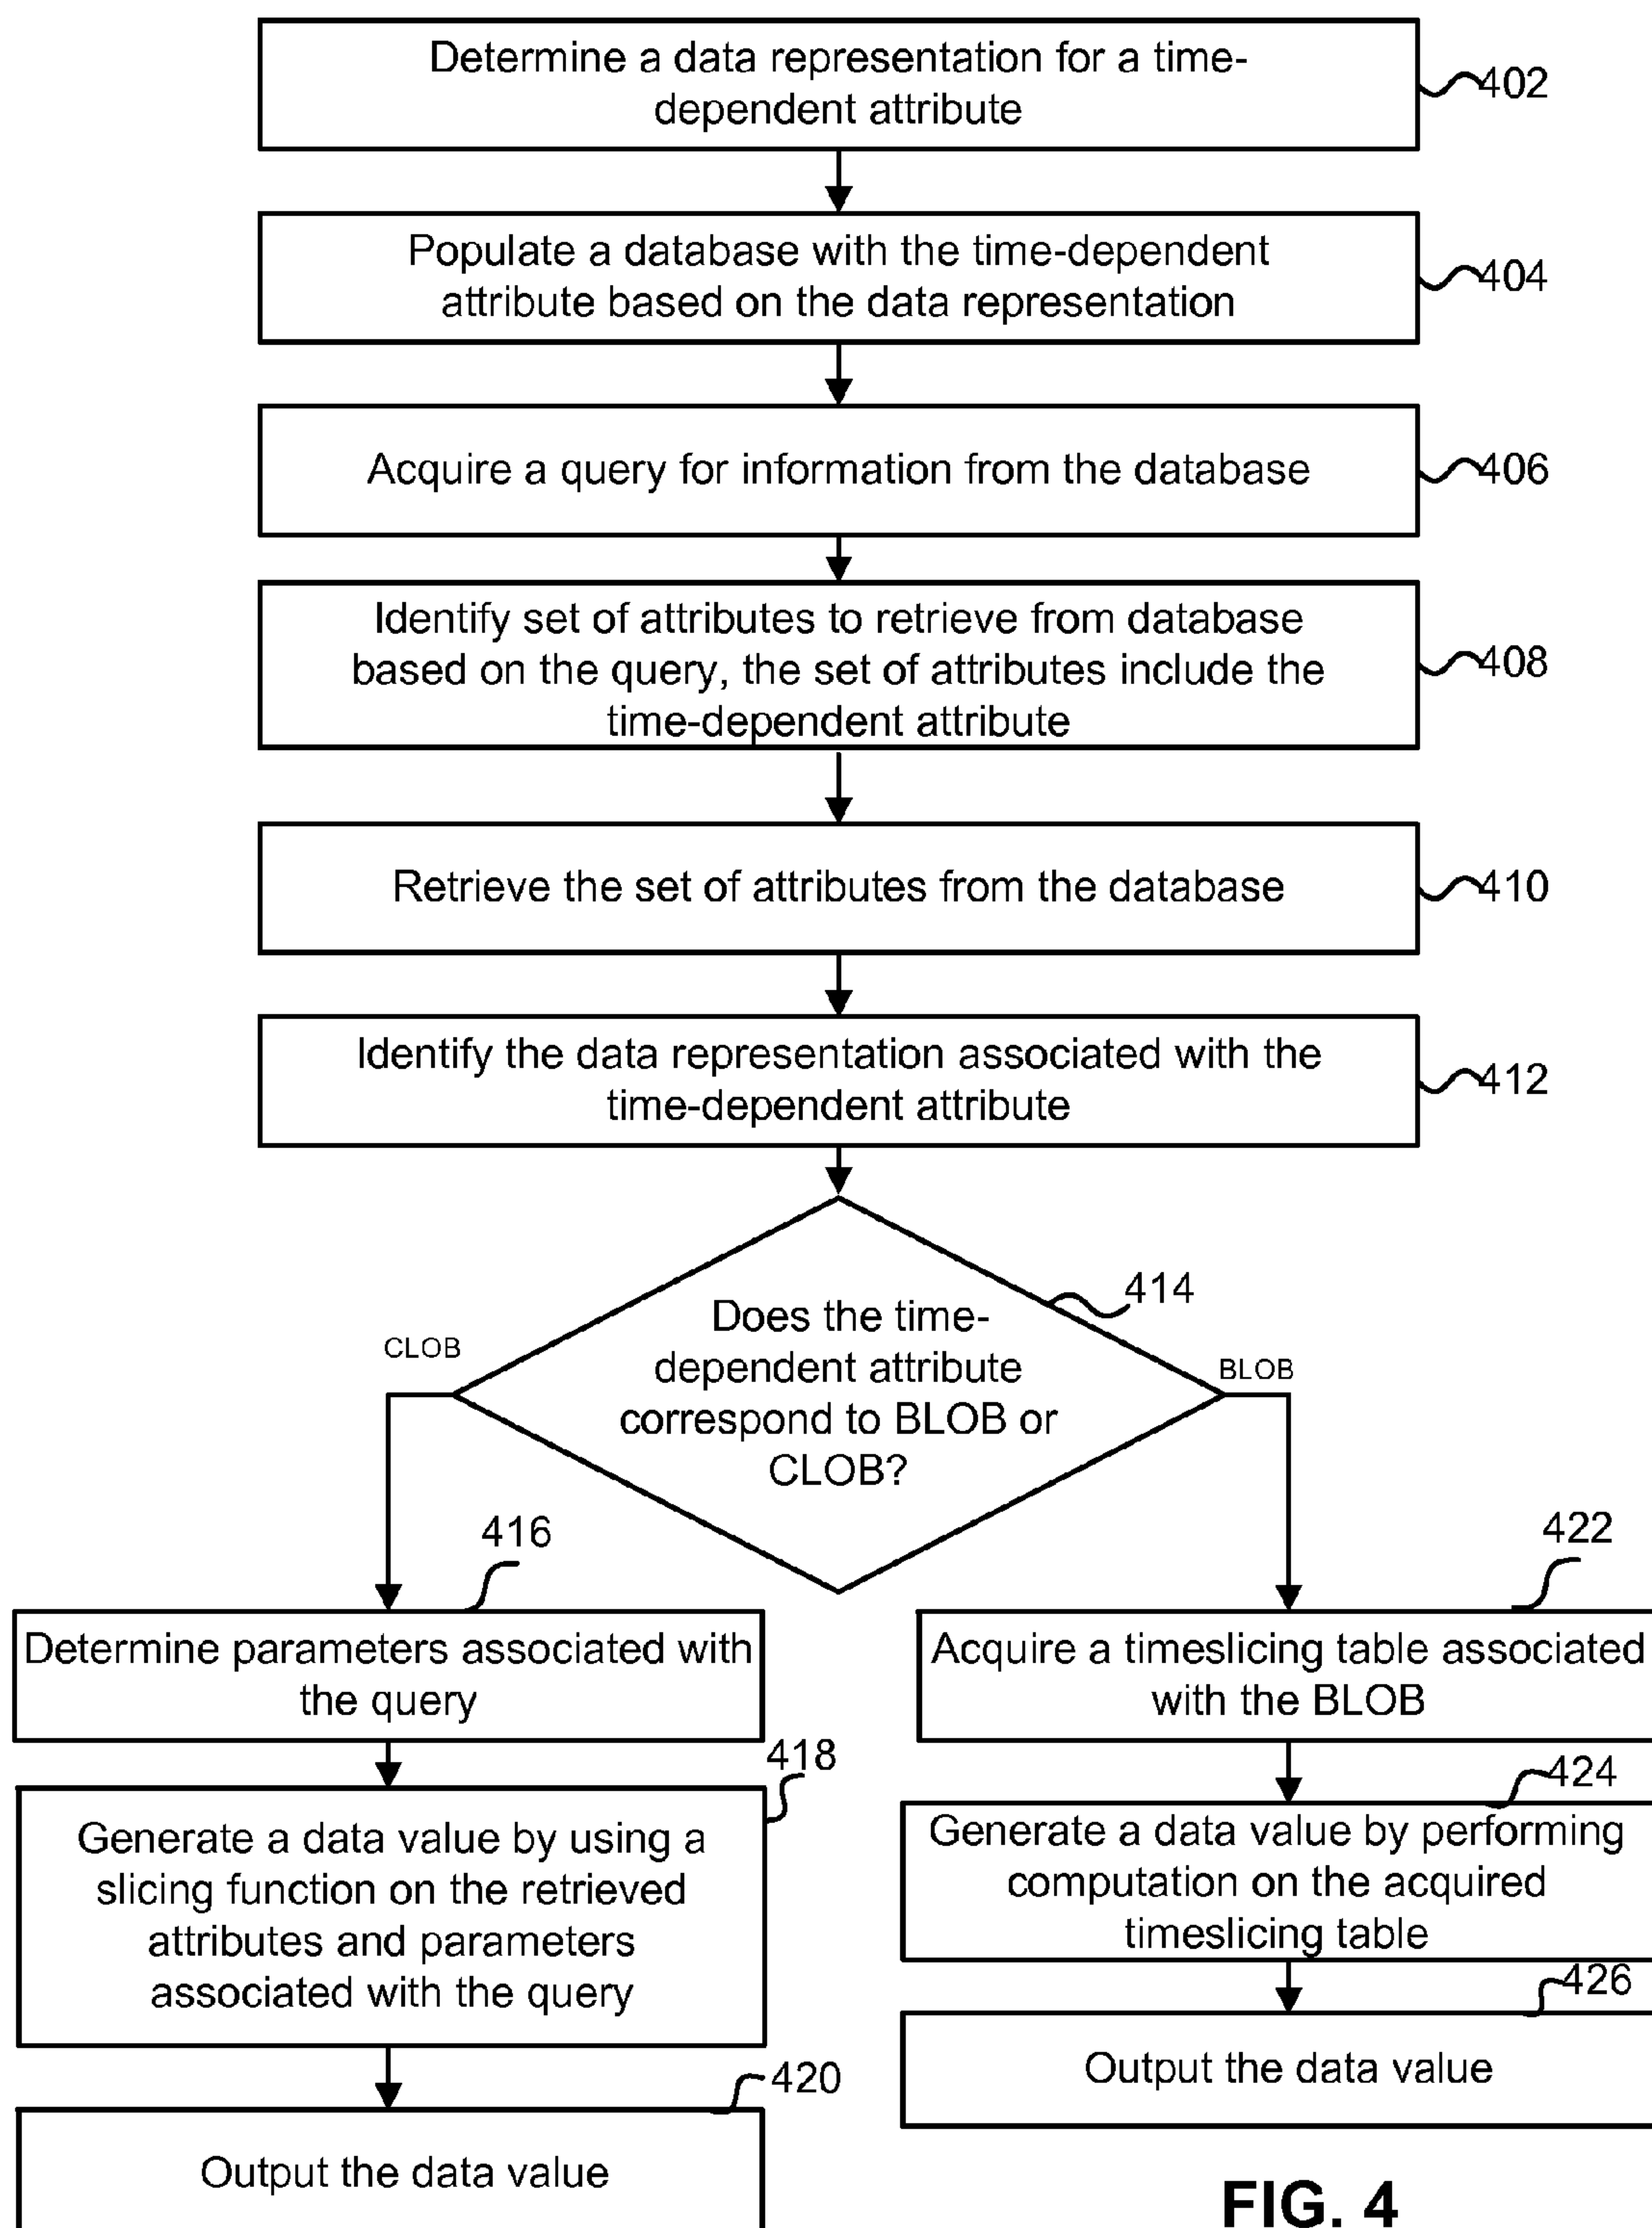 Determine a data representation for a time-
dependent attribute
402
Populate a database with the time-dependent
attribute based on the data representation
404
Acquire a query for information from the database
406
Identify set of attributes to retrieve from database
based on the query, the set of attributes include the
time-dependent attribute
408
Retrieve the set of attributes from the database
410
Identify the data representation associated with the
time-dependent attribute
412
414
Does the time-
dependent attribute
correspond to BLOB or
CLOB?
CLOB
BLOB
416
Determine parameters associated with
the query
418
Generate a data value by using a
slicing function on the retrieved
attributes and parameters
associated with the query
420
Output the data value
422
Acquire a timeslicing table associated
with the BLOB
424
Generate a data value by performing
computation on the acquired
timeslicing table
426
Output the data value
FIG. 4